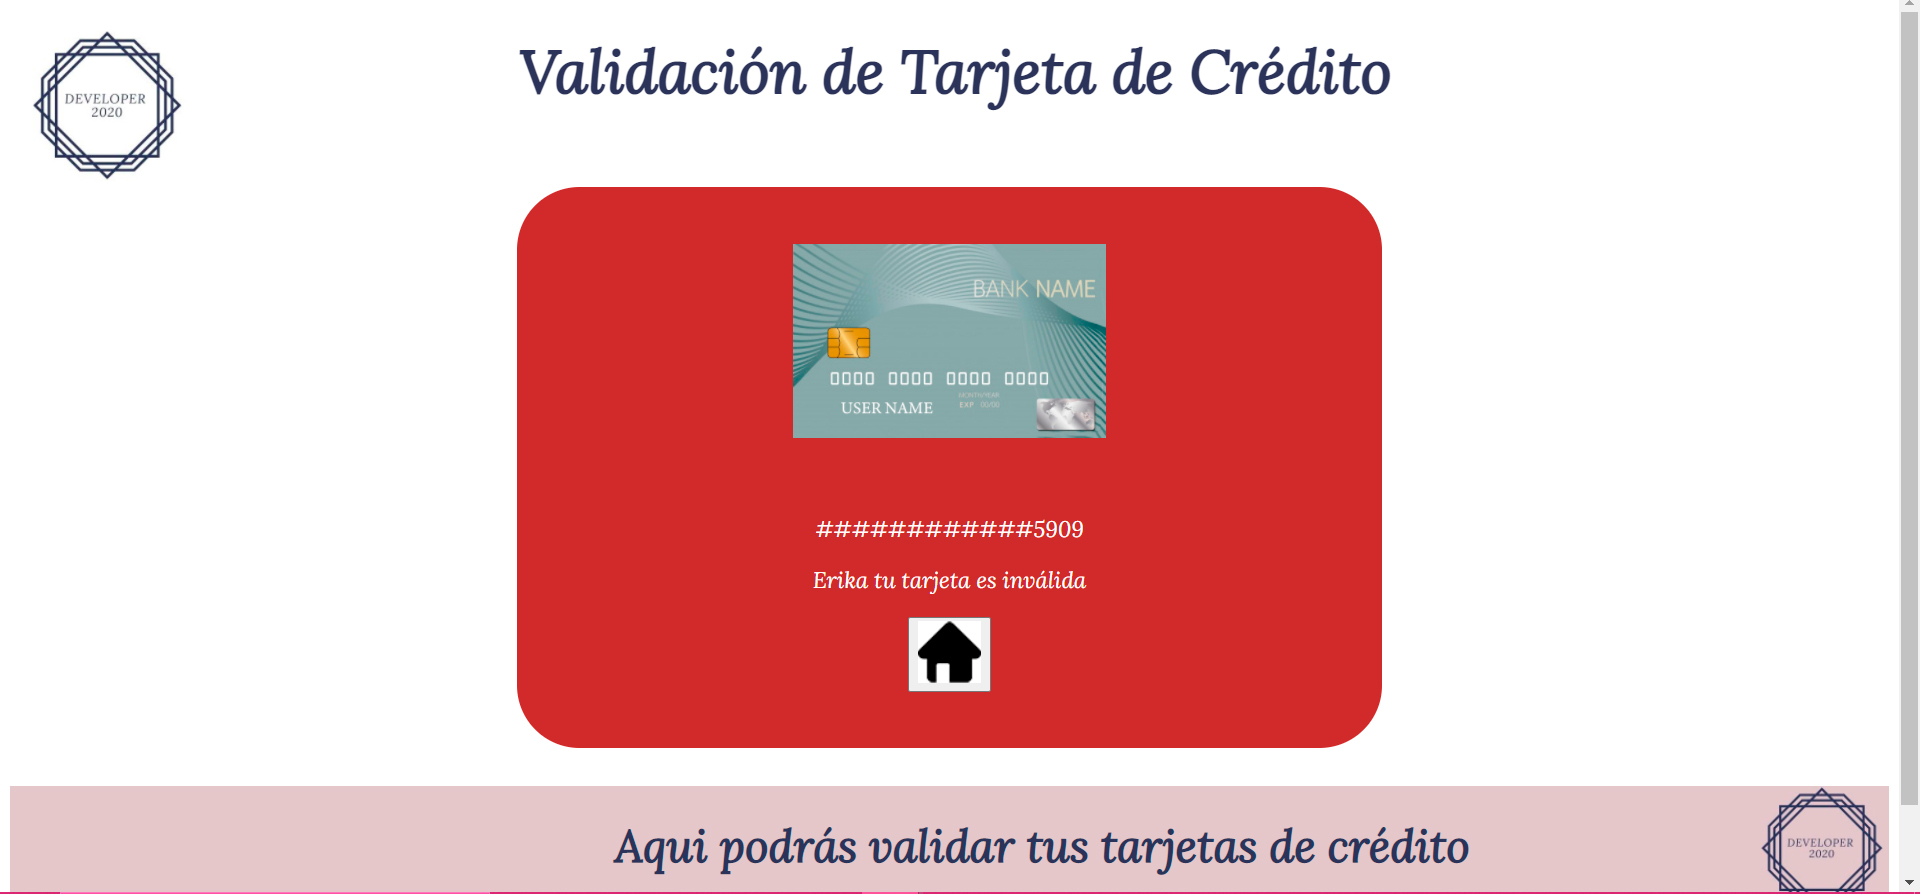 DEVELOPER
2020
Validación de Tarjeta de Crédito
BANK NAME
0000 0000 0000 0000
MONTH/YEAR
EXP 00/00
USER NAME
############5909
Erika tu tarjeta es inválida
Aqui podrás validar tus tarjetas de crédito
DEVELOPER
2020